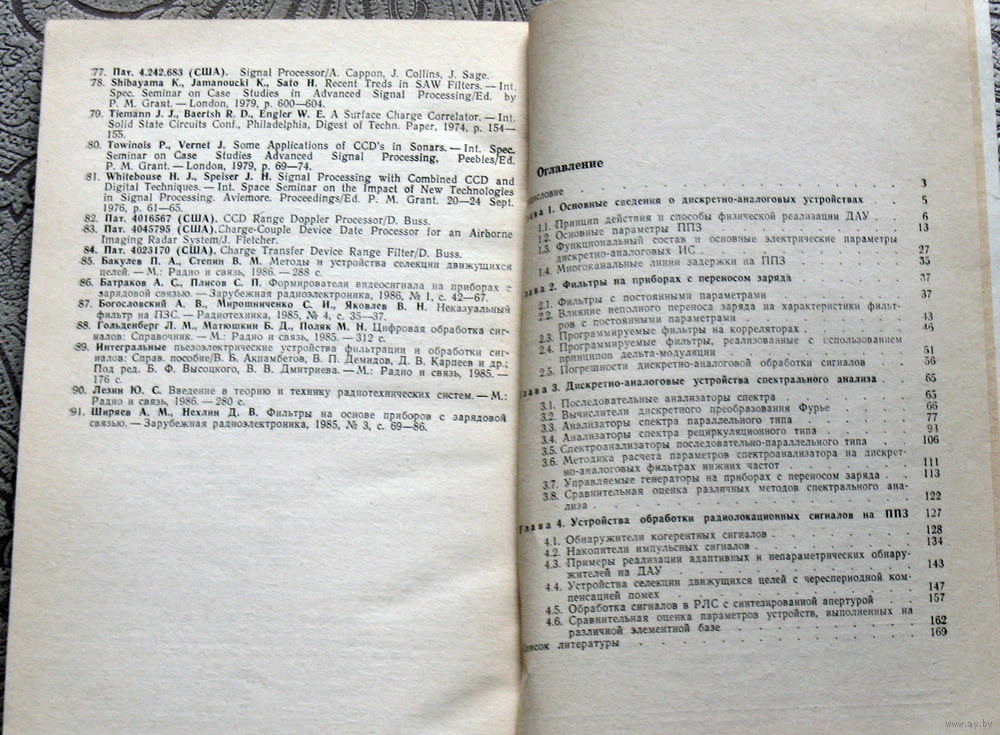 77. Пат. 4.242.683 (США). Signal Processor/A. Cappon, J. Collins, J. Sage.
78. Shibayama K., Jamanoucki K., Sato H. Recent Treds in SAW Filters. — Int.
Spec. Seminar on Case Studies in Advanced Signal Processing/Ed. by
P. M. Grant. — London, 1979, p. 600—604.
79. Tiemann J. J., Baertsh R. D., Engler W. E. A Surface Charge Correlator. — Int.
Solid State Circuits Conf., Philadelphia, Digest of Techn. Paper, 1974, p. 154—
155.
80. Towinois P., Vernet J. Some Applications of CCD's in Sonars. — Int. Spec.
Seminar on Case Studies Advanced Signal Processing, Peebles/Ed.
P. M. Grant. — London, 1979, p. 69—74.
81. Whitebouse H. J., Speiser J. H. Signal Processing with Combined CCD and
Digital Techniques. — Int. Space Seminar on the Impact of New Technologies
in Signal Processing. Aviemore. Proceedings/Ed. P. M. Grant. 20—24 Sept.
1976, p. 61—65.
82. Пат. 4016567 (США). CCD Range Doppler Processor/D. Buss.
83. Пат. 4045795 (США). Charge-Couple Device Date Processor for an Airborne
Imaging Radar System/J. Fletcher.
84. Пат. 4023170 (США). Charge Transfer Device Range Filter/D. Buss.
85. Бакулев П. А., Степин В. М. Методы и устройства селекции движущихся
целей. — М.: Радио и связь, 1986. — 288 с.
86. Батраков А. С., Плисов С. П. Формирователи видеосигнала на приборах с
зарядовой связью. — Зарубежная радиоэлектроника, 1986, № 1, с. 42—67.
87. Богословский А. В., Мирошниченко С. И., Яковлев В. Н. Неказуальный
фильтр на ПЗС. — Радиотехника, 1985, № 4, с. 35—37.
88. Гольденберг Л. М., Матюшкин Б. Д., Поляк М. Н. Цифровая обработка сиг-
налов: Справочник. — М.: Радио и связь, 1985. — 312 с.
89. Интегральные пьезоэлектрические устройства фильтрации и обработки сиг-
налов: Справ. пособие/В. Б. Акпамбетов, В. П. Демидов, Д. В. Карпеев и др.;
Под ред. Б. Ф. Высоцкого, В. В. Дмитриева. — М.: Радио и связь, 1985. —
176 с.
90. Лезин Ю. С. Введение в теорию и технику радиотехнических систем. — М.:
Радио и связь, 1986. — 280 с.
91. Ширяев А. М., Нехлин Д. В. Фильтры на основе приборов с зарядовой
связью. — Зарубежная радиоэлектроника, 1985, № 3, с. 69—86.
Оглавление
исловие 3
Глава 1. Основные сведения о дискретно-аналоговых устройствах 5
1.1. Принцип действия и способы физической реализации ДАУ 6
1.2. Основные параметры ППЗ 13
1.3. Функциональный состав и основные электрические параметры
дискретно-аналоговых ИС 27
1.4. Многоканальные линии задержки на ППЗ 35
Глава 2. Фильтры на приборах с переносом заряда 37
2.1. Фильтры с постоянными параметрами 37
2.2. Влияние неполного переноса заряда на характеристики фильт-
ров с постоянными параметрами 43
2.3. Программируемые фильтры на корреляторах 46
2.4. Программируемые фильтры, реализованные с использованием
принципов дельта-модуляции 51
2.5. Погрешности дискретно-аналоговой обработки сигналов 56
Глава 3. Дискретно-аналоговые устройства спектрального анализа 65
3.1. Последовательные анализаторы спектра 65
3.2. Вычислители дискретного преобразования Фурье 66
3.3. Анализаторы спектра параллельного типа 77
3.4. Анализаторы спектра рециркуляционного типа 93
3.5. Спектроанализаторы последовательно-параллельного типа 106
3.6. Методика расчета параметров спектроанализатора на дискрет-
но-аналоговых фильтрах нижних частот 111
3.7. Управляемые генераторы на приборах с переносом заряда 113
3.8. Сравнительная оценка различных методов спектрального ана-
лиза 122
Глава 4. Устройства обработки радиолокационных сигналов на ППЗ 127
4.1. Обнаружители когерентных сигналов 128
4.2. Накопители импульсных сигналов 134
4.3. Примеры реализации адаптивных и непараметрических обнару-
жителей на ДАУ 143
4.4. Устройства селекции движущихся целей с череспериодной ком-
пенсацией помех 147
4.5. Обработка сигналов в РЛС с синтезированной апертурой 157
4.6. Сравнительная оценка параметров устройств, выполненных на
различной элементной базе 162
Список литературы 169
www.ay.by